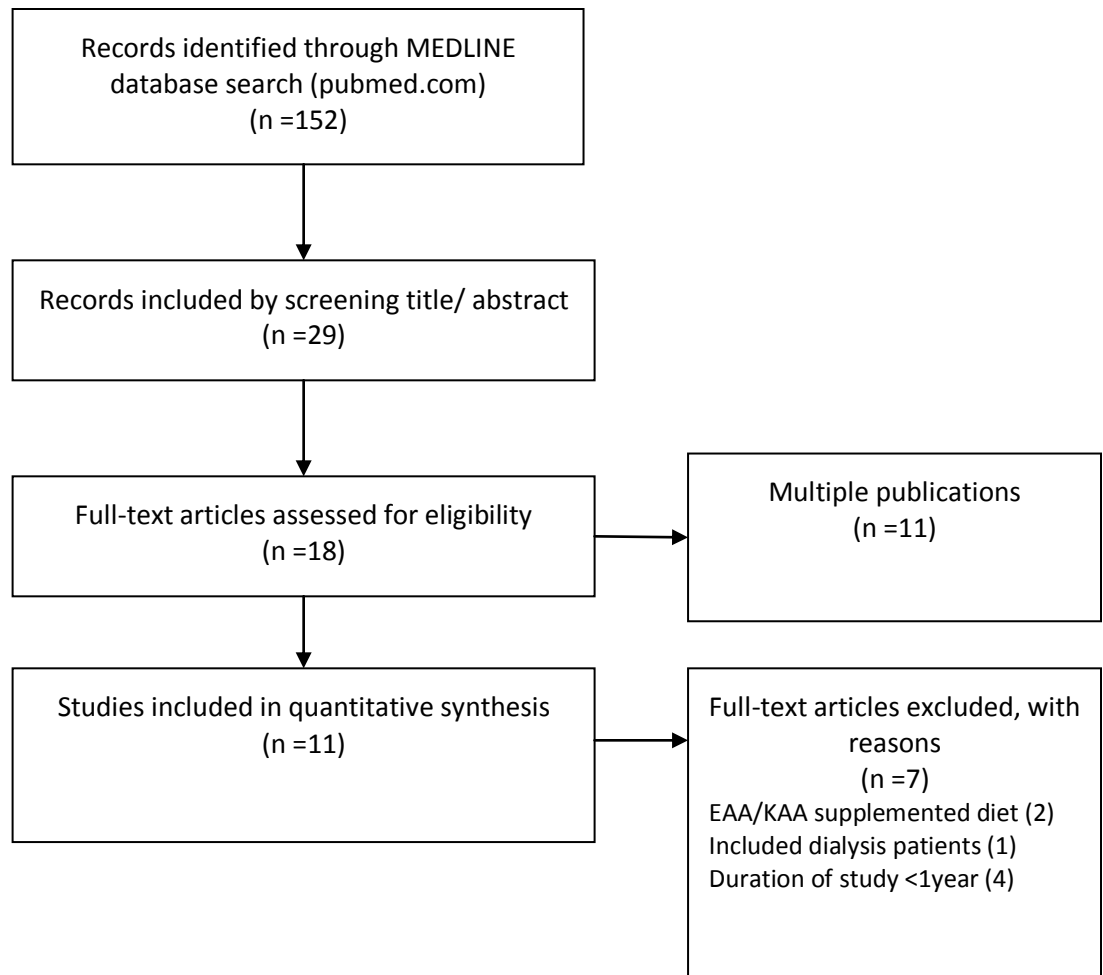 Records identified through MEDLINE
database search (pubmed.com)
(n =152)
Records included by screening title/ abstract
(n =29)
Full-text articles assessed for eligibility
(n =18)
Multiple publications
(n =11)
Studies included in quantitative synthesis
(n =11)
Full-text articles excluded, with
reasons
(n =7)
EAA/KAA supplemented diet (2)
Included dialysis patients (1)
Duration of study <1year (4)